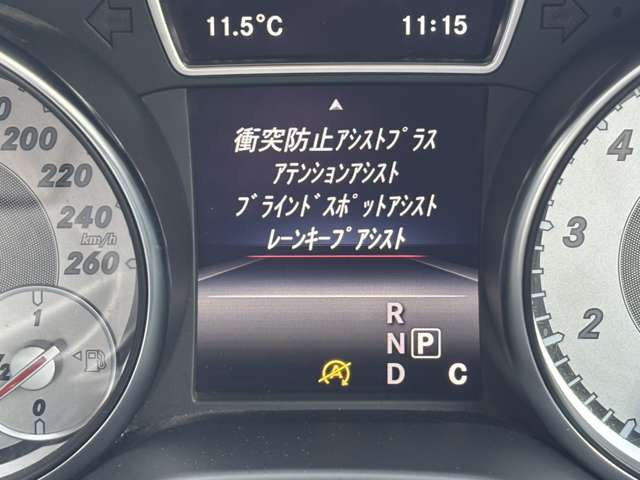 11.5°C 11:15
衝突防止ｱｼｽﾄﾌﾟﾗｽ
ｱﾃﾝｼｮﾝｱｼｽﾄ
ﾌﾞﾗｲﾝﾄﾞｽﾎﾟｯﾄｱｼｽﾄ
ﾚｰﾝｷｰﾌﾟｱｼｽﾄ
200
220
240
km/h
260
1
1/2
0
R
N P
D C
A
4
3
2